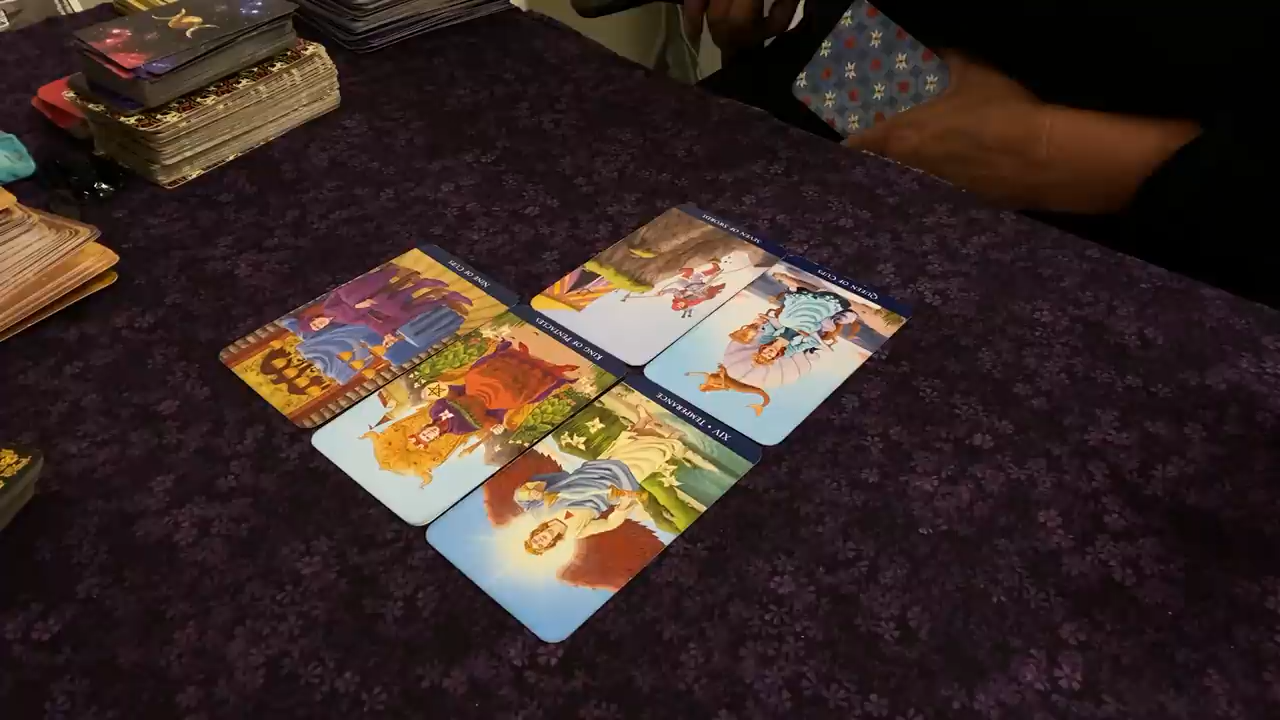 SEVEN OF SWORDS
QUEEN OF CUPS
NINE OF CUPS
KING OF PENTACLES
XIV • TEMPERANCE